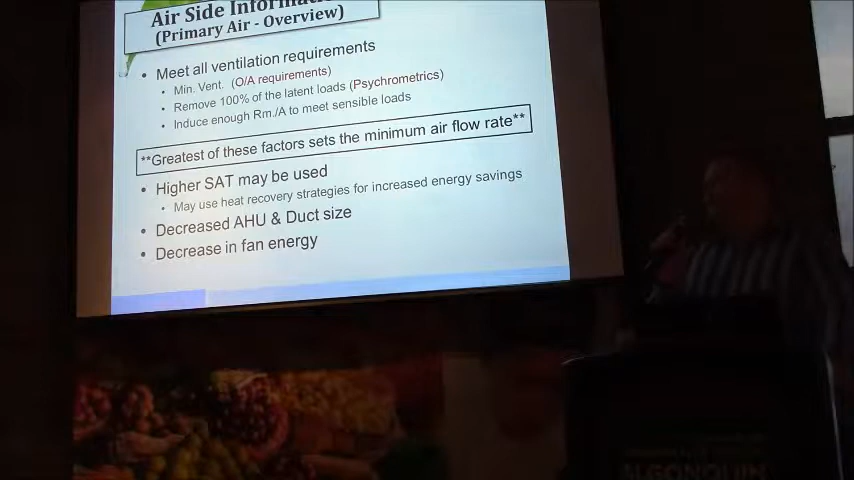 Air Side Informat
(Primary Air - Overview)
• Meet all ventilation requirements
• Min. Vent. (O/A requirements)
• Remove 100% of the latent loads (Psychrometrics)
• Induce enough Rm./A to meet sensible loads
**Greatest of these factors sets the minimum air flow rate**
• Higher SAT may be used
• May use heat recovery strategies for increased energy savings
• Decreased AHU & Duct size
• Decrease in fan energy
ALGONQUIN